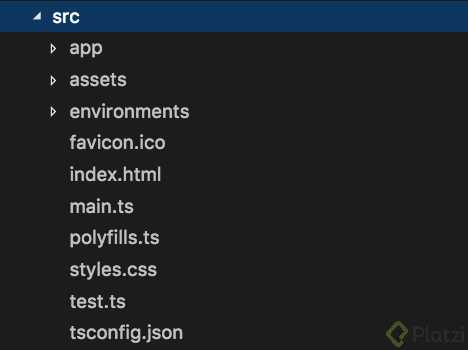 src
app
assets
environments
favicon.ico
index.html
main.ts
polyfills.ts
styles.css
test.ts
tsconfig.json
Platzi